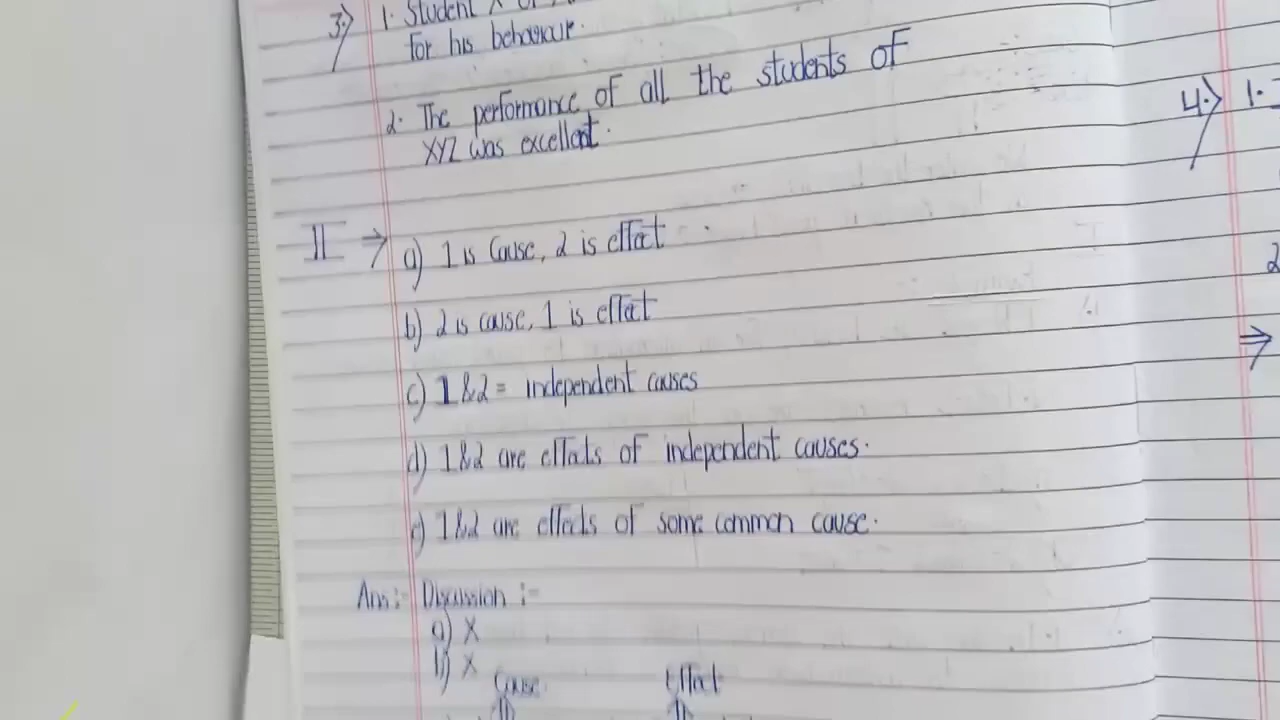 3.) 1. Student X of
for his behaviour.
2. The performance of all the students of
XYZ was excellent.
II → a) 1 is Cause, 2 is effect
b) 2 is cause, 1 is effect
c) 1&2 = independent causes
d) 1&2 are effects of independent causes.
e) 1&2 are effects of some common cause.
Ans:- Discussion :-
a) X
b) X
Cause Effect
4.) 1.
2
⇒